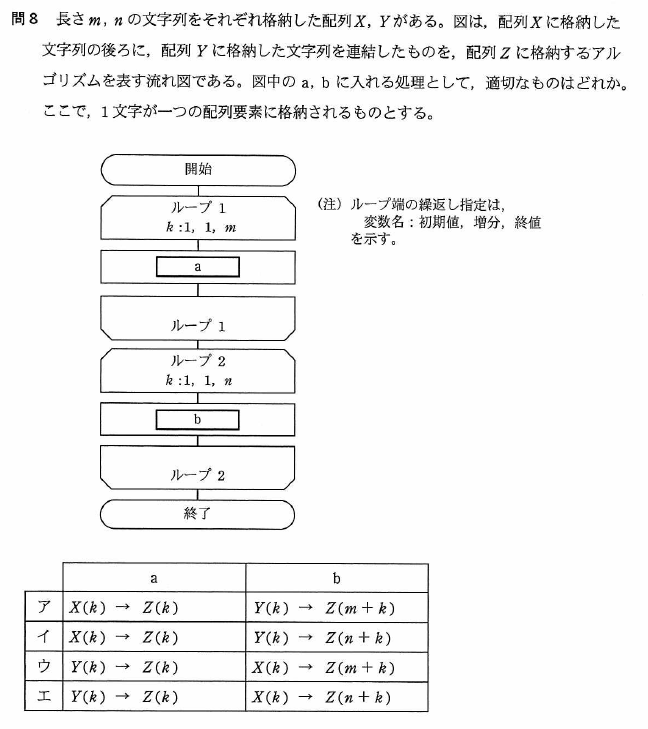 問8 長さm, nの文字列をそれぞれ格納した配列X, Yがある。図は, 配列Xに格納した
文字列の後ろに, 配列Yに格納した文字列を連結したものを, 配列Zに格納するアル
ゴリズムを表す流れ図である。図中のa, bに入れる処理として, 適切なものはどれか。
ここで, 1文字が一つの配列要素に格納されるものとする。
開始
ループ1
k:1, 1, m
(注) ループ端の繰返し指定は,
変数名:初期値, 増分, 終値
を示す。
a
ループ1
ループ2
k:1, 1, n
b
ループ2
終了
a b
ア X(k) → Z(k) Y(k) → Z(m+k)
イ X(k) → Z(k) Y(k) → Z(n+k)
ウ Y(k) → Z(k) X(k) → Z(m+k)
エ Y(k) → Z(k) X(k) → Z(n+k)